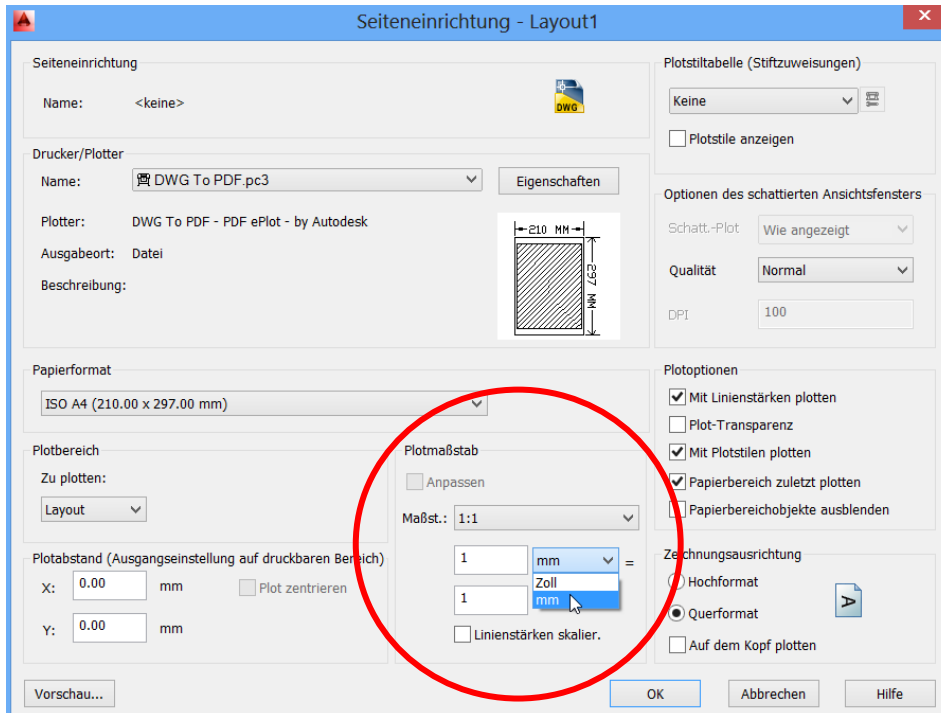 Seiteneinrichtung - Layout1
Seiteneinrichtung
Name: <keine>
DWG
Plotstiltabelle (Stiftzuweisungen)
Keine
Plotstile anzeigen
Drucker/Plotter
Name: DWG To PDF.pc3
Eigenschaften
Plotter: DWG To PDF - PDF ePlot - by Autodesk
Ausgabeort: Datei
Beschreibung:
210 MM
297 MM
Optionen des schattierten Ansichtsfensters
Schatt.-Plot Wie angezeigt
Qualität Normal
DPI 100
Papierformat
ISO A4 (210.00 x 297.00 mm)
Plotoptionen
Mit Linienstärken plotten
Plot-Transparenz
Mit Plotstilen plotten
Papierbereich zuletzt plotten
Papierbereichobjekte ausblenden
Plotbereich
Zu plotten:
Layout
Plotmaßstab
Anpassen
Maßst.: 1:1
1 mm =
Zoll
1 mm
Linienstärken skalier.
Plotabstand (Ausgangseinstellung auf druckbaren Bereich)
X: 0.00 mm Plot zentrieren
Y: 0.00 mm
Zeichnungsausrichtung
Hochformat
Querformat
A
Auf dem Kopf plotten
Vorschau...
OK
Abbrechen
Hilfe